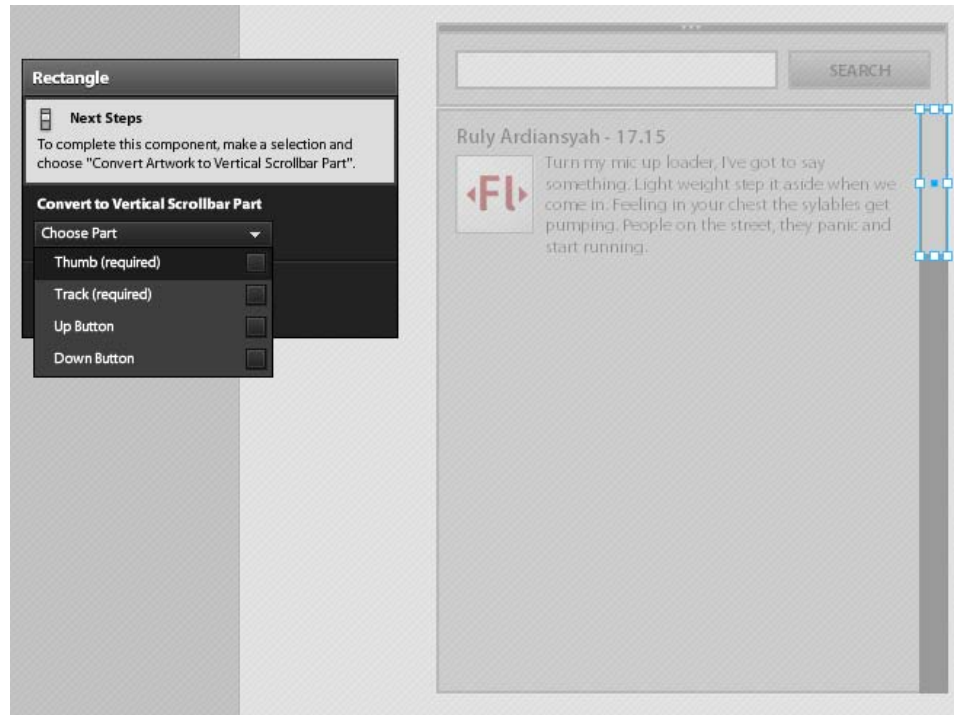 Rectangle
Next Steps
To complete this component, make a selection and
choose "Convert Artwork to Vertical Scrollbar Part".
Convert to Vertical Scrollbar Part
Choose Part
Thumb (required)
Track (required)
Up Button
Down Button
SEARCH
Ruly Ardiansyah - 17.15
Turn my mic up loader, I've got to say
something. Light weight step it aside when we
come in. Feeling in your chest the sylables get
pumping. People on the street, they panic and
start running.
Fl